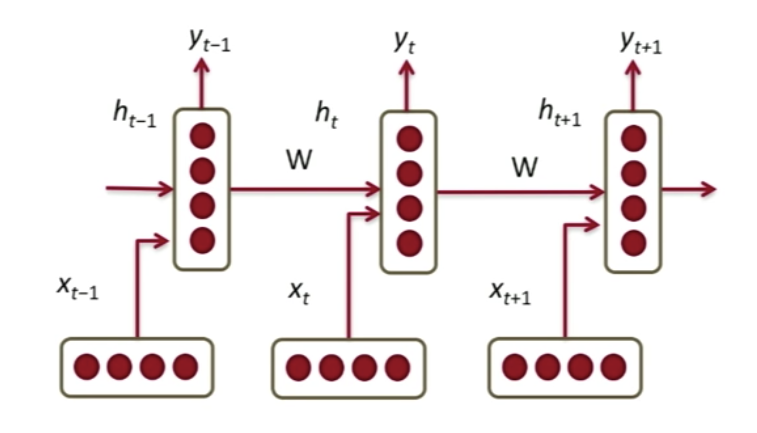 y_{t−1} y_t y_{t+1}
h_{t−1} h_t h_{t+1}
W W
x_{t−1} x_t x_{t+1}